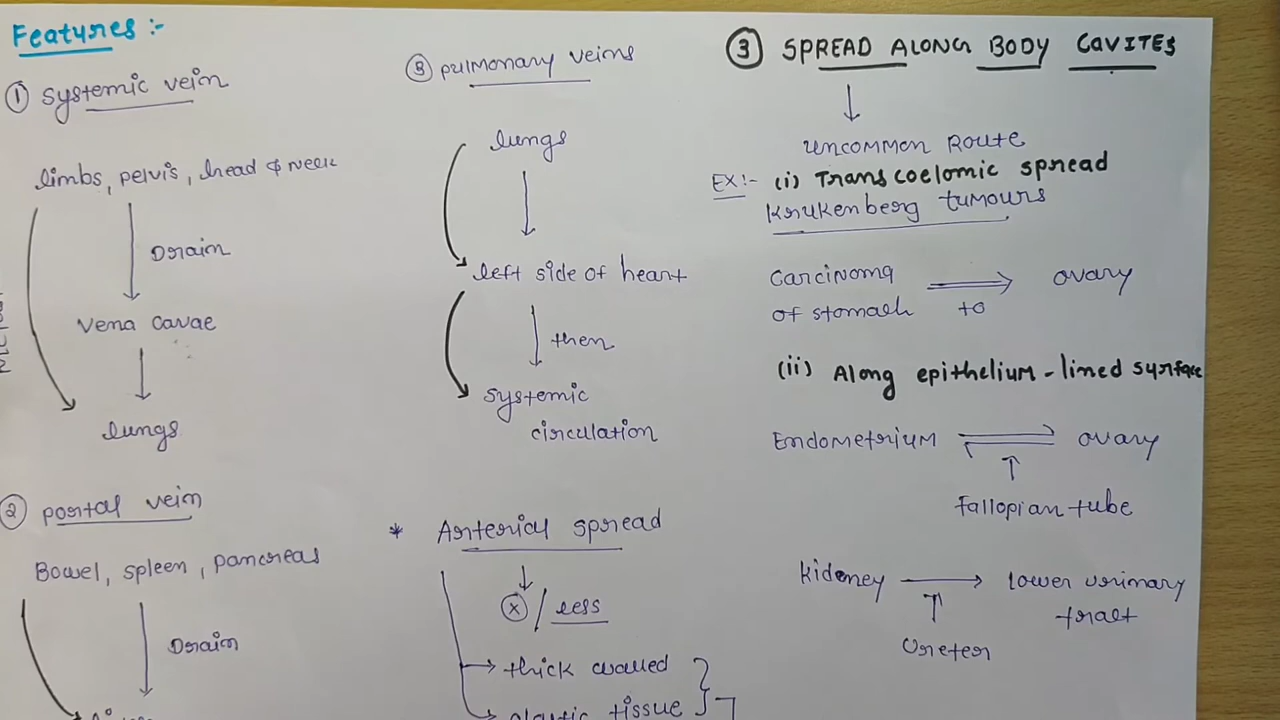 Features :-
① Systemic vein
limbs, pelvis, head & neck
Drain
Vena Cavae
lungs
② portal vein
Bowel, spleen, pancreas
Drain
③ pulmonary veins
lungs
left side of heart
then
systemic
circulation
* Arterial spread
ⓧ / less
→ thick walled
tissue
③ SPREAD ALONG BODY CAVITES
uncommon Route
EX:- (i) Transcoelomic spread
Krukenberg tumours
Carcinoma
of stomach
to
ovary
(ii) Along epithelium-lined surface
Endometrium
ovary
Fallopian tube
kideney
lower urinary
tract
Ureter